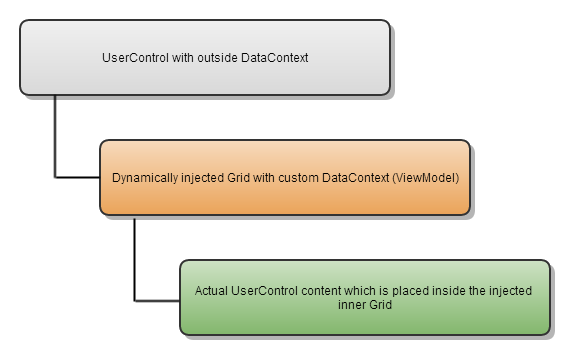 UserControl with outside DataContext
Dynamically injected Grid with custom DataContext (ViewModel)
Actual UserControl content which is placed inside the injected
inner Grid